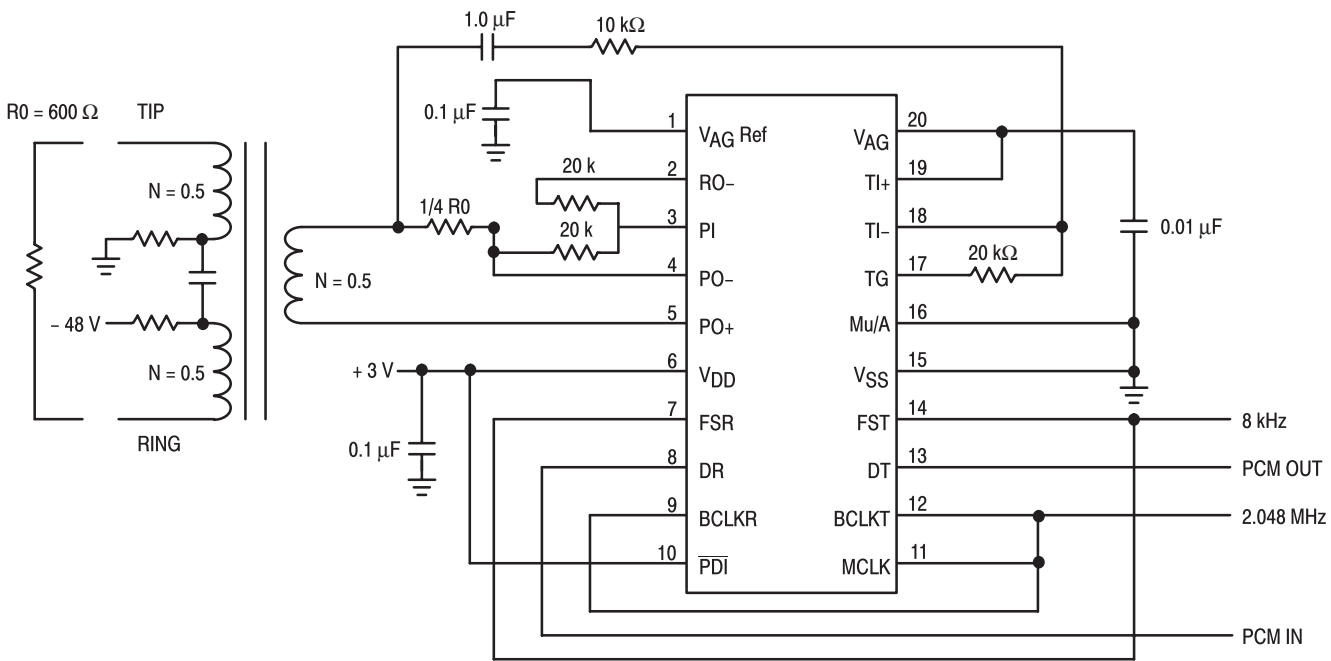 1.0 μF
10 kΩ
R0 = 600 Ω
TIP
0.1 μF
N = 0.5
– 48 V
N = 0.5
RING
N = 0.5
1/4 R0
20 k
20 k
+ 3 V
0.1 μF
1
VAG Ref
2
RO–
3
PI
4
PO–
5
PO+
6
VDD
7
FSR
8
DR
9
BCLKR
10
PDI
20
VAG
19
TI+
18
TI–
17
TG
20 kΩ
16
Mu/A
15
VSS
14
FST
13
DT
12
BCLKT
11
MCLK
0.01 μF
8 kHz
PCM OUT
2.048 MHz
PCM IN